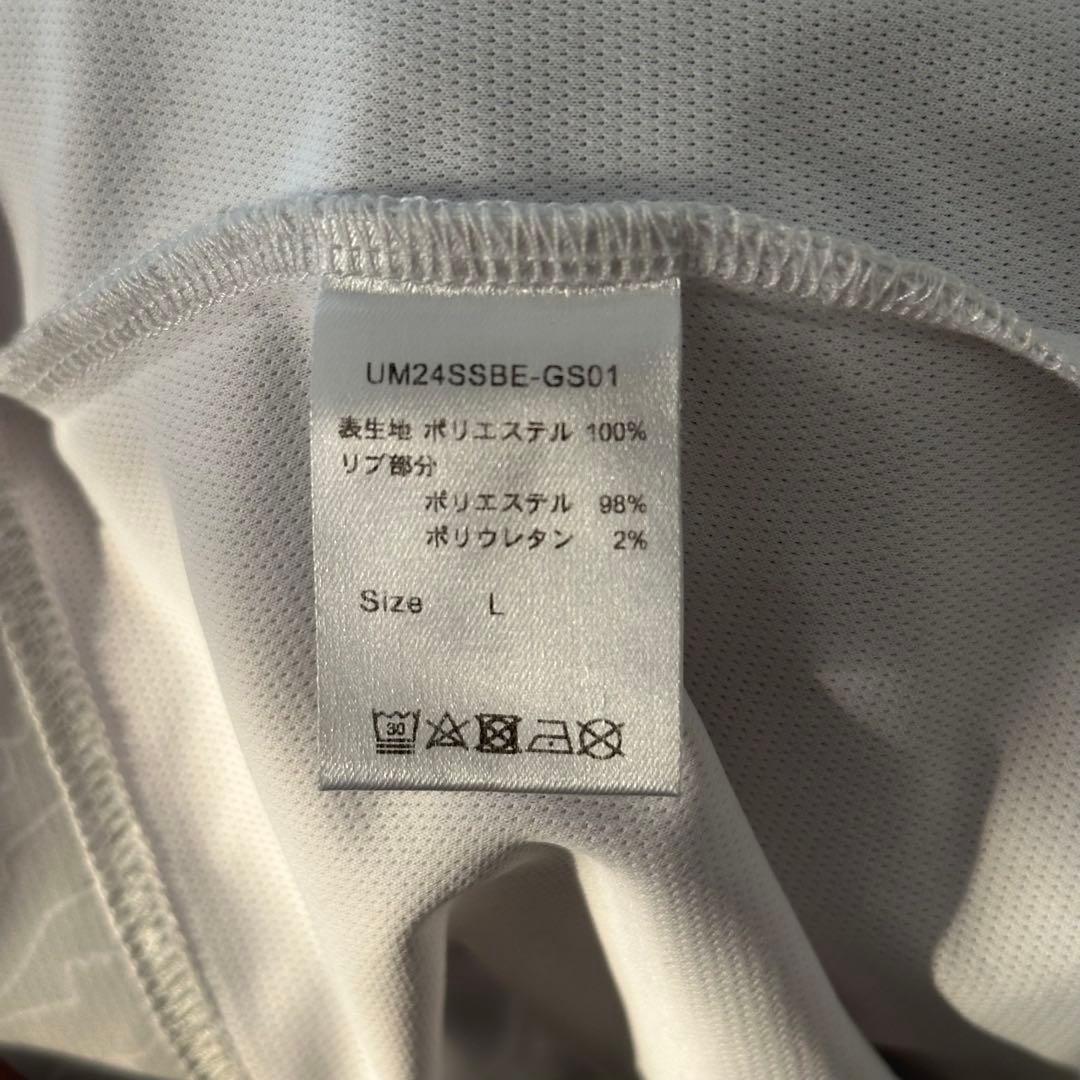 UM24SSBE-GS01
表生地 ポリエステル 100%
リブ部分
ポリエステル 98%
ポリウレタン 2%
Size L
30